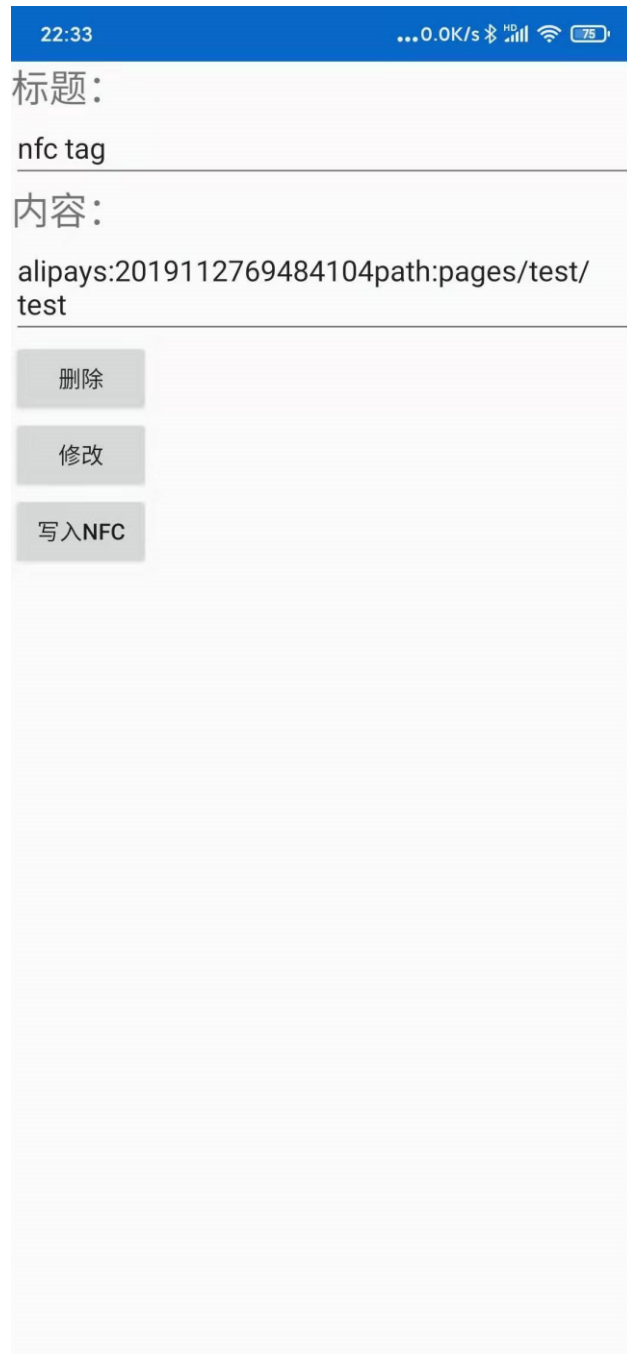 22:33
...0.0K/s HD 75
标题：
nfc tag
内容：
alipays:2019112769484104path:pages/test/
test
删除
修改
写入NFC